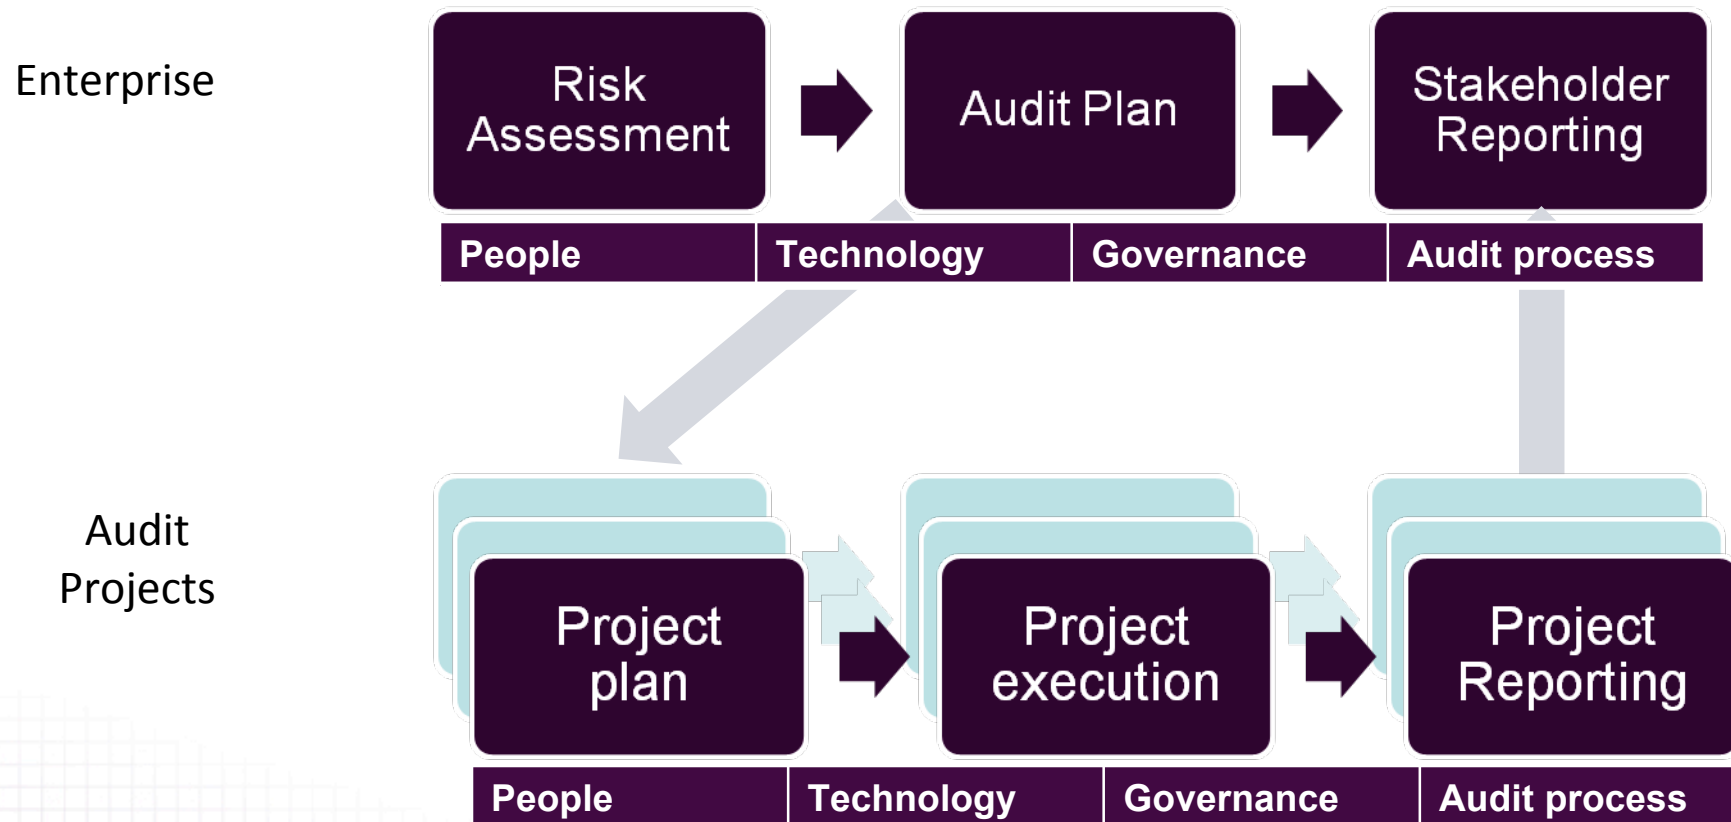 Enterprise
Risk
Assessment
Audit Plan
Stakeholder
Reporting
People
Technology
Governance
Audit process
Audit
Projects
Project
plan
Project
execution
Project
Reporting
People
Technology
Governance
Audit process